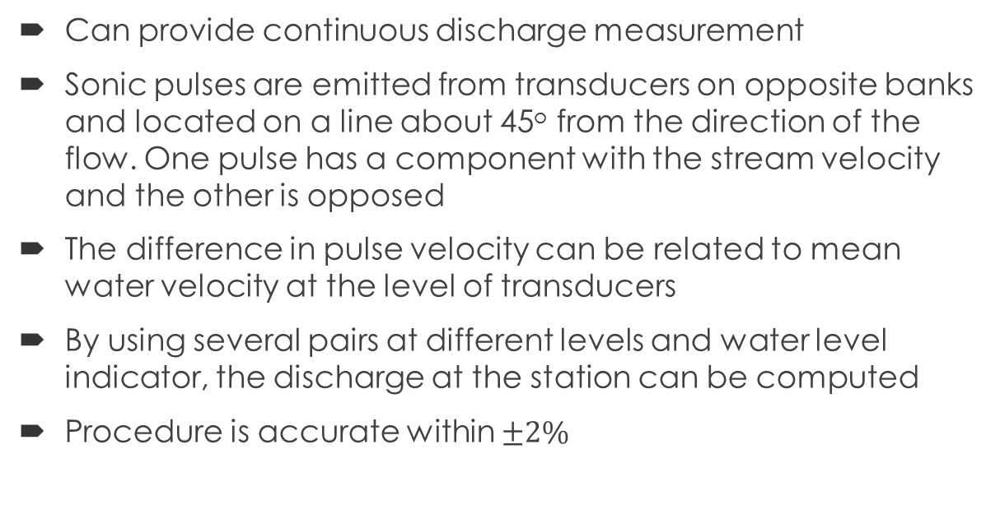 Can provide continuous discharge measurement
Sonic pulses are emitted from transducers on opposite banks
and located on a line about 45º from the direction of the
flow. One pulse has a component with the stream velocity
and the other is opposed
The difference in pulse velocity can be related to mean
water velocity at the level of transducers
By using several pairs at different levels and water level
indicator, the discharge at the station can be computed
Procedure is accurate within ±2%